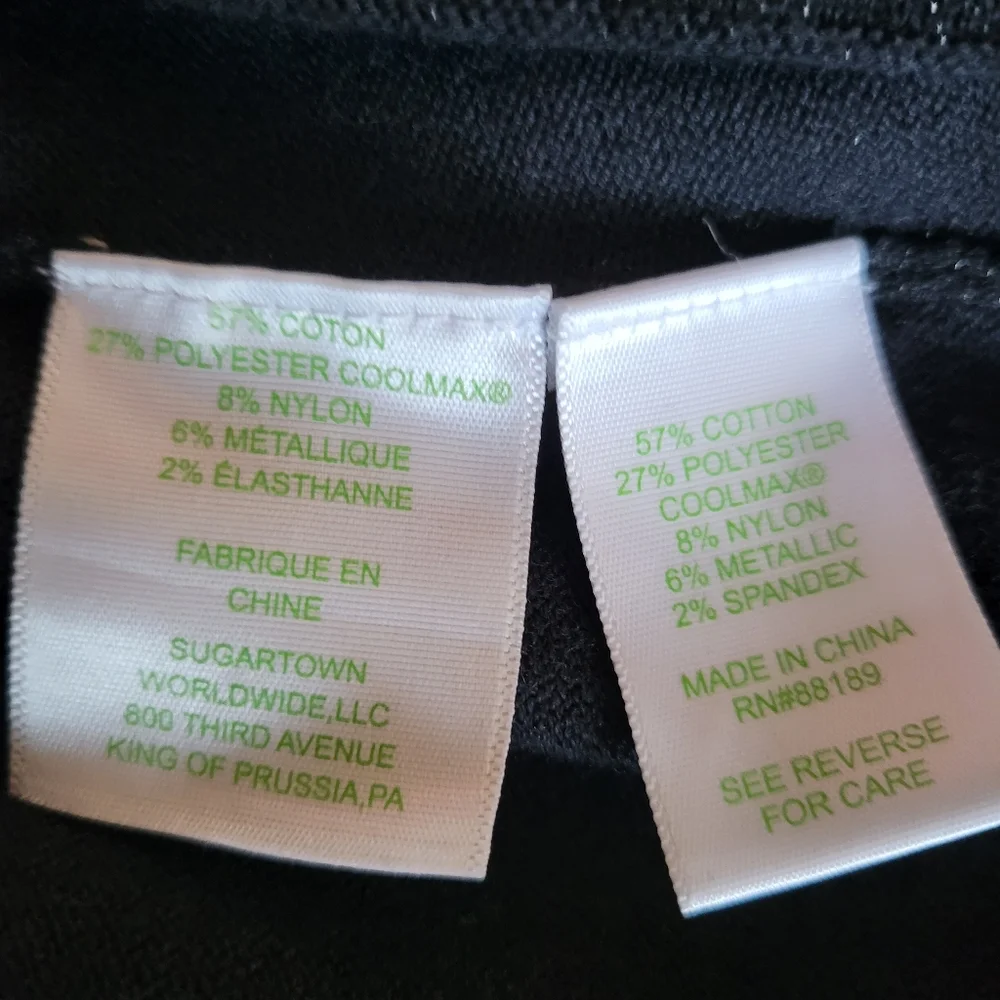 57% COTON
27% POLYESTER COOLMAX®
8% NYLON
6% MÉTALLIQUE
2% ÉLASTHANNE
FABRIQUE EN
CHINE
SUGARTOWN
WORLDWIDE,LLC
800 THIRD AVENUE
KING OF PRUSSIA,PA
57% COTTON
27% POLYESTER
COOLMAX®
8% NYLON
6% METALLIC
2% SPANDEX
MADE IN CHINA
RN#88189
SEE REVERSE
FOR CARE